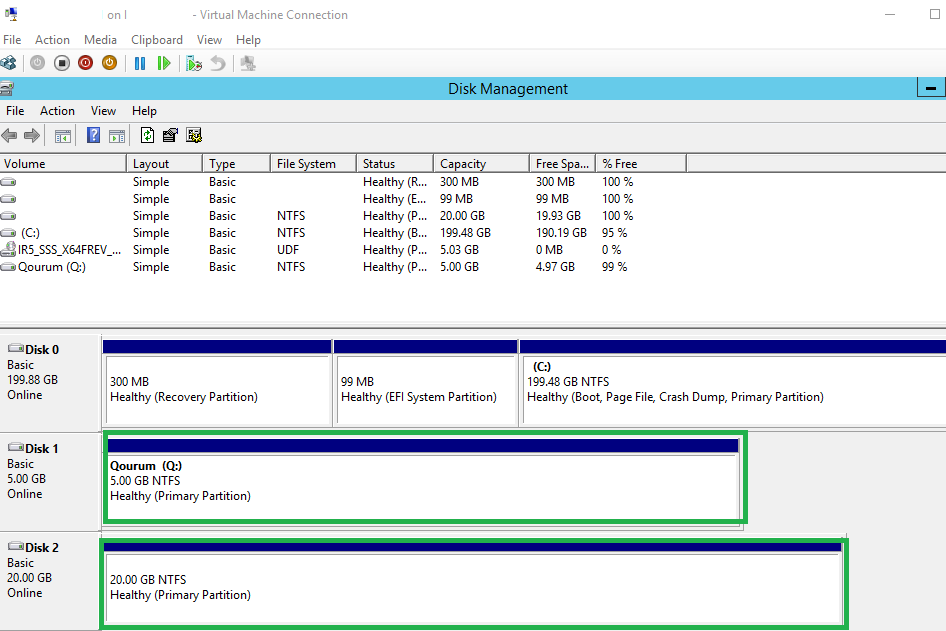 on I - Virtual Machine Connection
File Action Media Clipboard View Help
Disk Management
File Action View Help
Volume Layout Type File System Status Capacity Free Spa... % Free
Simple Basic Healthy (R... 300 MB 300 MB 100 %
Simple Basic Healthy (E... 99 MB 99 MB 100 %
Simple Basic NTFS Healthy (P... 20.00 GB 19.93 GB 100 %
(C:) Simple Basic NTFS Healthy (B... 199.48 GB 190.19 GB 95 %
IR5_SSS_X64FREV_... Simple Basic UDF Healthy (P... 5.03 GB 0 MB 0 %
Qourum (Q:) Simple Basic NTFS Healthy (P... 5.00 GB 4.97 GB 99 %
Disk 0
Basic
199.88 GB
Online
300 MB
Healthy (Recovery Partition)
99 MB
Healthy (EFI System Partition)
(C:)
199.48 GB NTFS
Healthy (Boot, Page File, Crash Dump, Primary Partition)
Disk 1
Basic
5.00 GB
Online
Qourum (Q:)
5.00 GB NTFS
Healthy (Primary Partition)
Disk 2
Basic
20.00 GB
Online
20.00 GB NTFS
Healthy (Primary Partition)